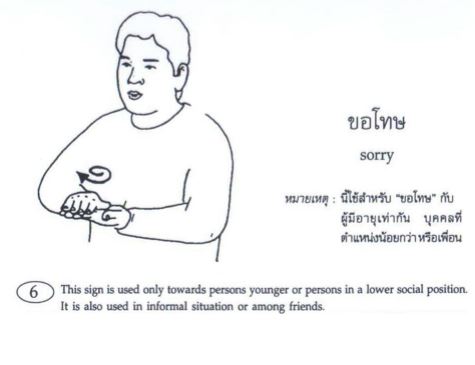 ขอโทษ
sorry
หมายเหตุ : นี้ใช้สำหรับ "ขอโทษ" กับ
ผู้มีอายุเท่ากัน บุคคลที่
ตำแหน่งน้อยกว่าหรือเพื่อน
6 This sign is used only towards persons younger or persons in a lower social position.
It is also used in informal situation or among friends.